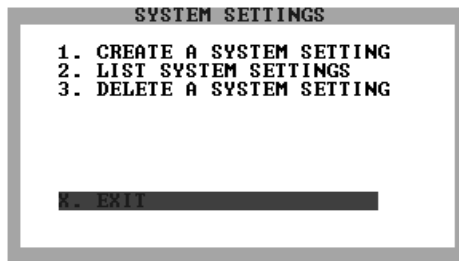 SYSTEM SETTINGS
1. CREATE A SYSTEM SETTING
2. LIST SYSTEM SETTINGS
3. DELETE A SYSTEM SETTING
X. EXIT